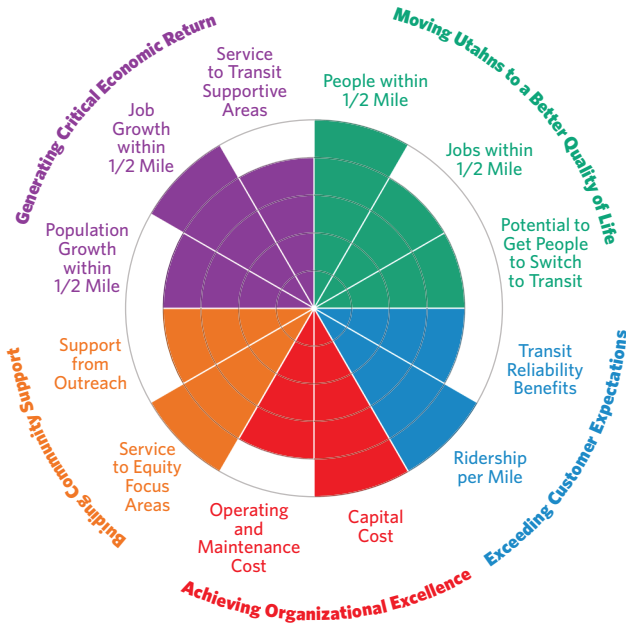 Generating Critical Economic Return
Moving Utahns to a Better Quality of Life
Service
to Transit
Supportive
Areas
People within
1/2 Mile
Job
Growth
within
1/2 Mile
Jobs within
1/2 Mile
Population
Growth
within
1/2 Mile
Potential to
Get People
to Switch
to Transit
Support
from
Outreach
Transit
Reliability
Benefits
Service
to Equity
Focus
Areas
Ridership
per Mile
Operating
and
Maintenance
Cost
Capital
Cost
Buiding Community Support
Exceeding Customer Expectations
Achieving Organizational Excellence